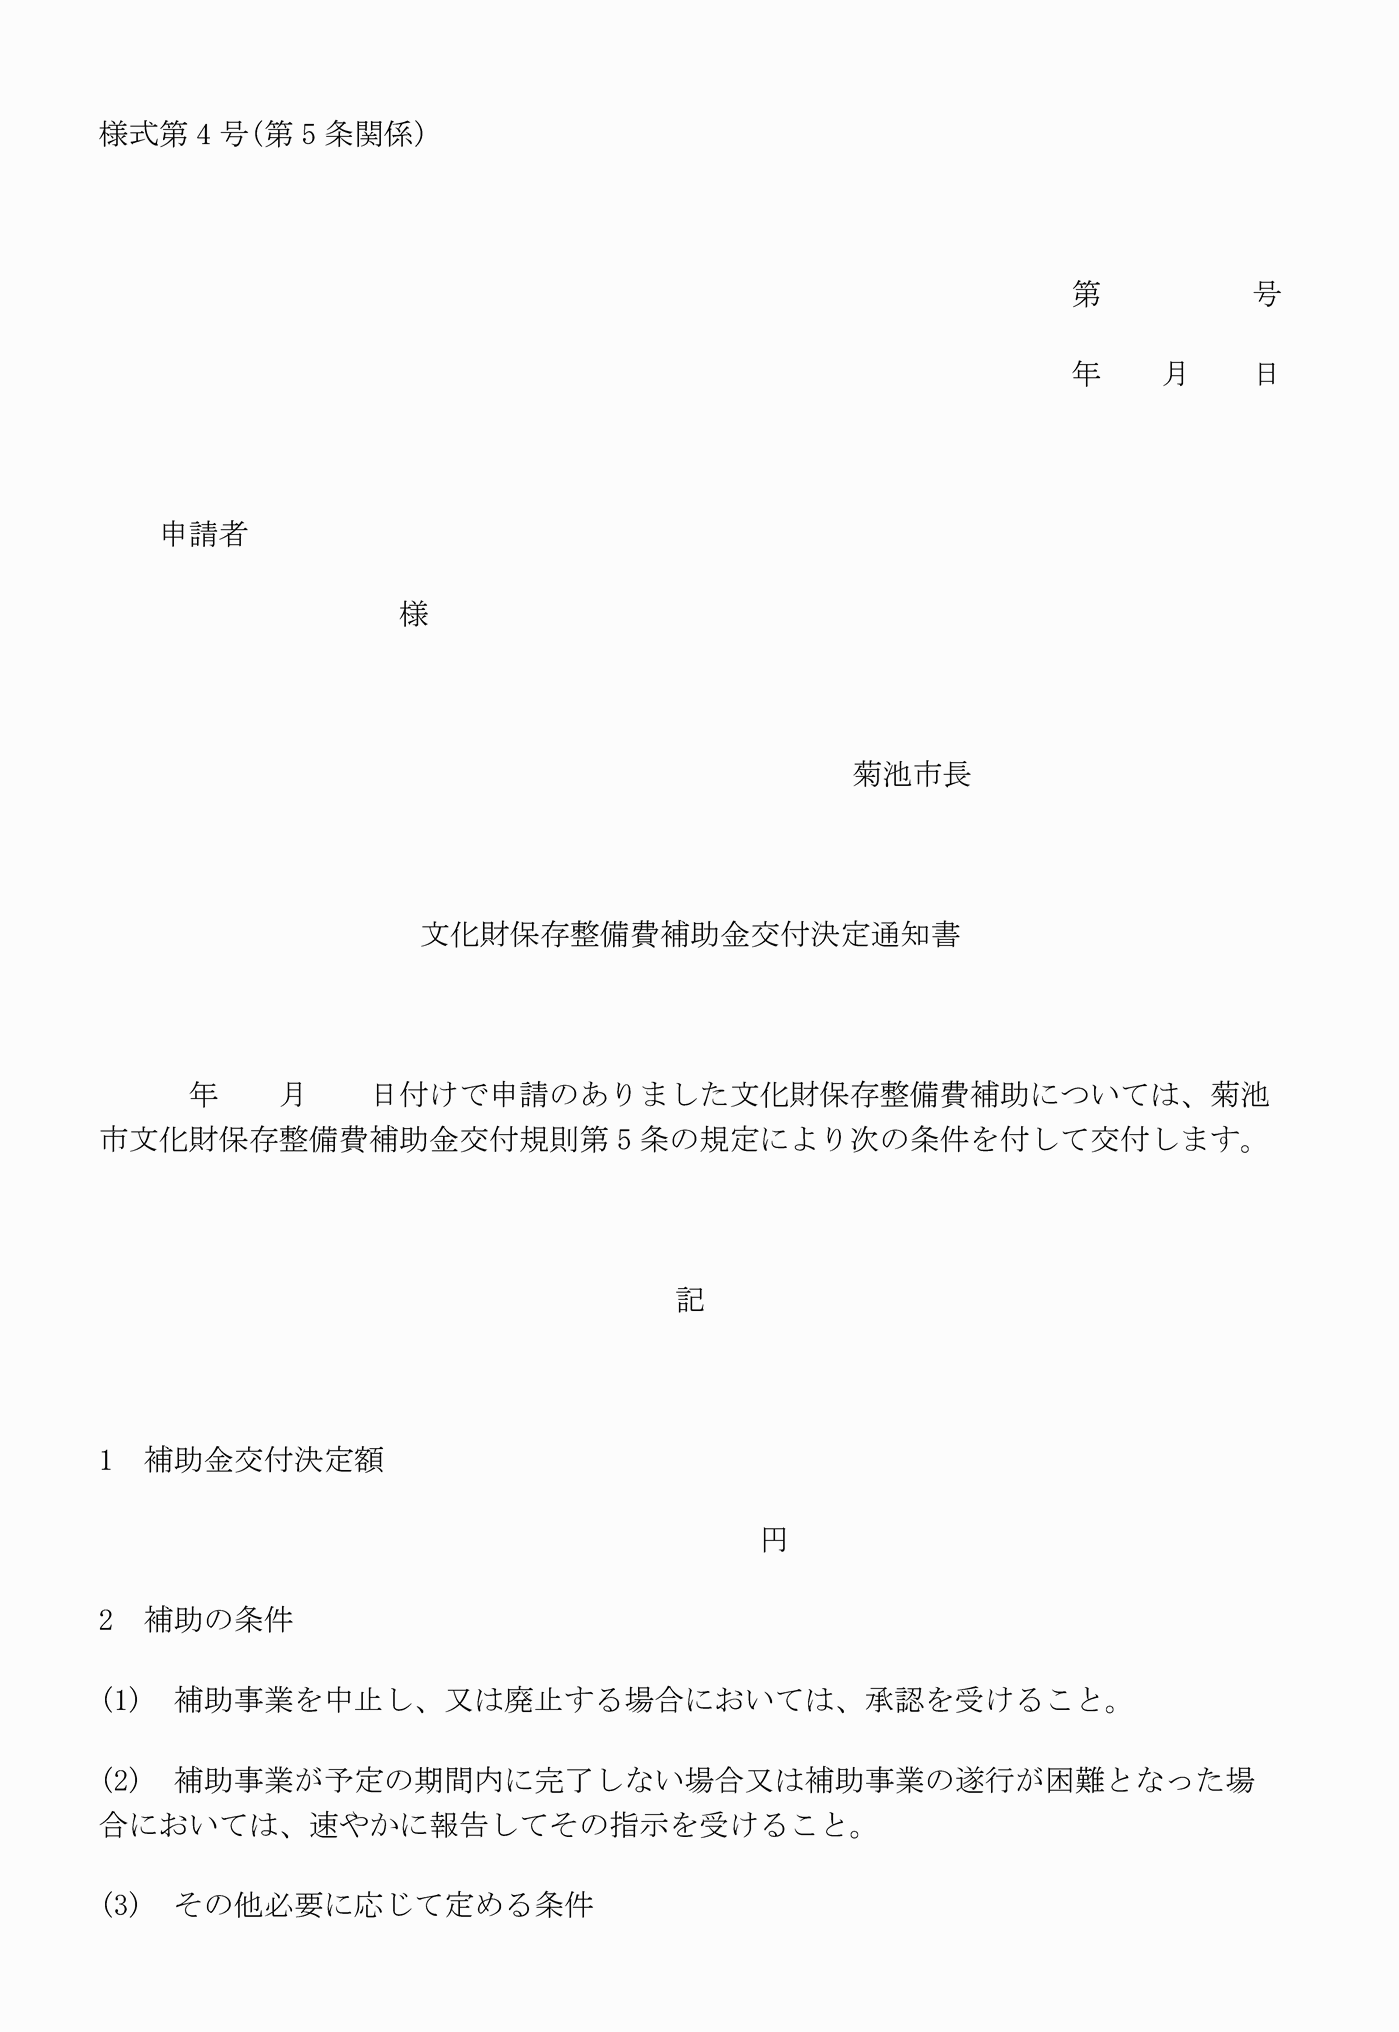 様式第4号(第5条関係)
第　　　　　号
年　　月　　日
申請者
様
菊池市長
文化財保存整備費補助金交付決定通知書
年　　月　　日付けで申請のありました文化財保存整備費補助については、菊池
市文化財保存整備費補助金交付規則第5条の規定により次の条件を付して交付します。
記
1　補助金交付決定額
円
2　補助の条件
(1)　補助事業を中止し、又は廃止する場合においては、承認を受けること。
(2)　補助事業が予定の期間内に完了しない場合又は補助事業の遂行が困難となった場
合においては、速やかに報告してその指示を受けること。
(3)　その他必要に応じて定める条件